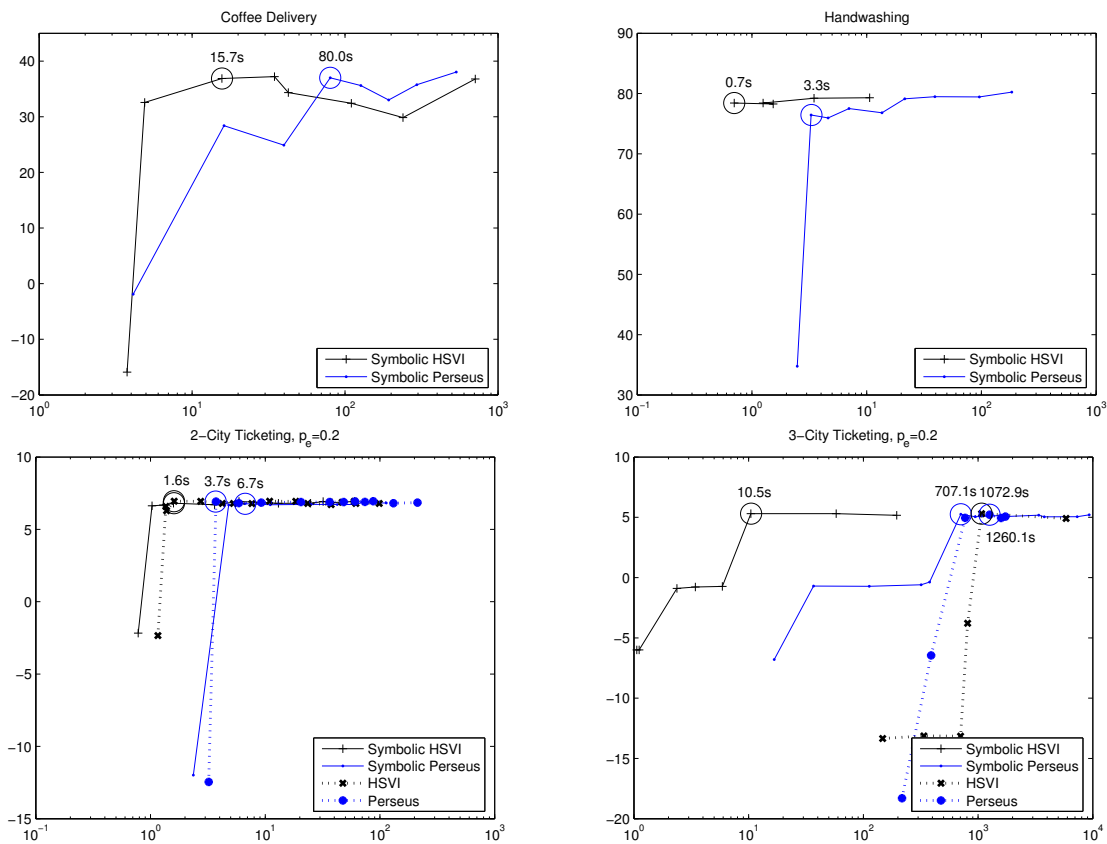 Coffee Delivery
45
40
30
20
10
0
−10
−20
10^0
10^1
10^2
10^3
15.7s
80.0s
Symbolic HSVI
Symbolic Perseus
Handwashing
90
80
70
60
50
40
30
10^−1
10^0
10^1
10^2
10^3
0.7s
3.3s
Symbolic HSVI
Symbolic Perseus
2−City Ticketing, p_e=0.2
10
5
0
−5
−10
−15
10^−1
10^0
10^1
10^2
10^3
1.6s
3.7s
6.7s
Symbolic HSVI
Symbolic Perseus
HSVI
Perseus
3−City Ticketing, p_e=0.2
10
5
0
−5
−10
−15
−20
10^0
10^1
10^2
10^3
10^4
10.5s
707.1s
1072.9s
1260.1s
Symbolic HSVI
Symbolic Perseus
HSVI
Perseus